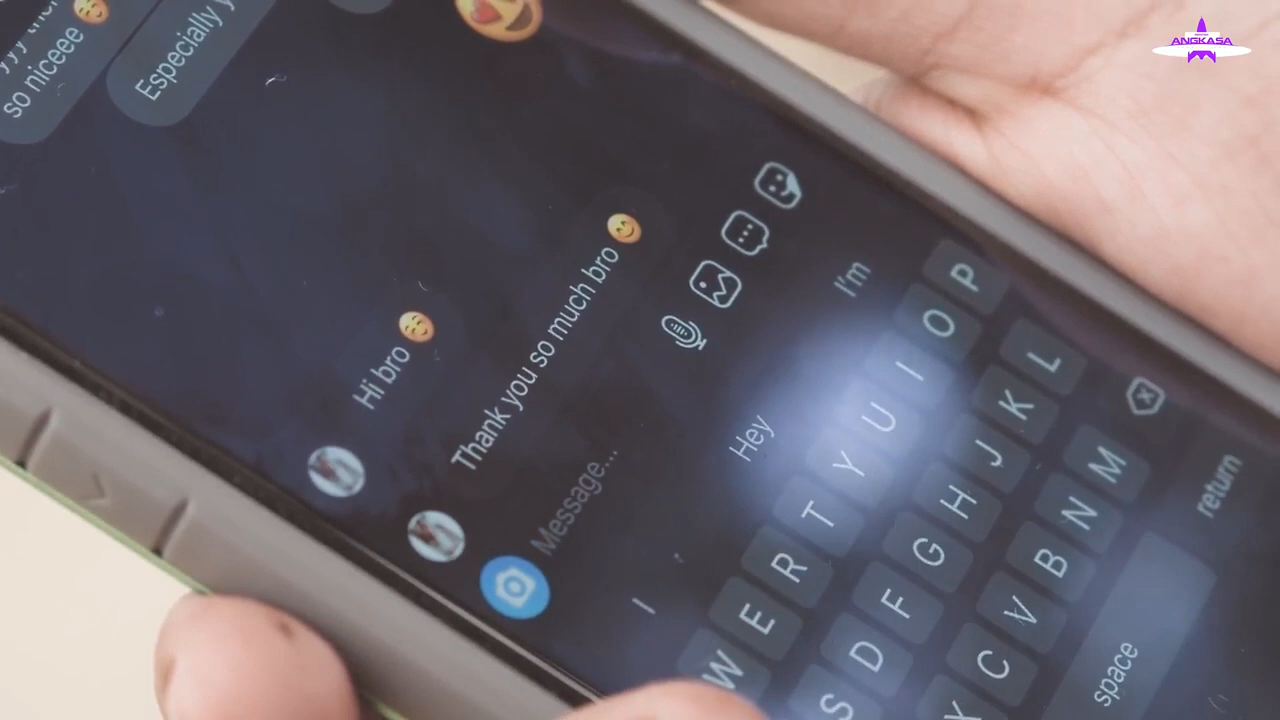 so niceee 😊
Especially y
Hi bro 😊
Thank you so much bro 😊
Message...
I
Hey
I'm
W E R T Y U I O P
S D F G H J K L
X C V B N M
space
return
ANGKASA